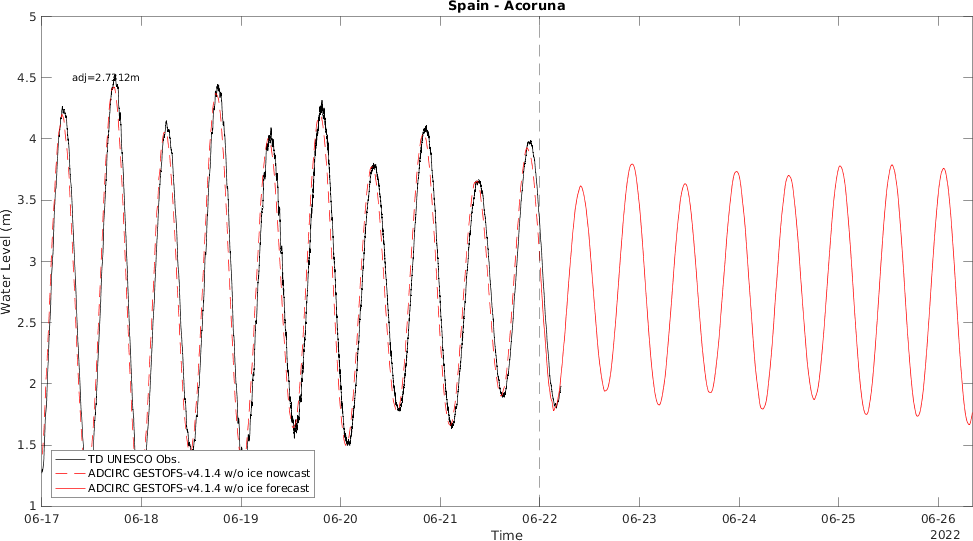 Spain - Acoruna
5
4.5
4
3.5
3
2.5
2
1.5
1
Water Level (m)
adj=2.7312m
TD UNESCO Obs.
ADCIRC GESTOFS-v4.1.4 w/o ice nowcast
ADCIRC GESTOFS-v4.1.4 w/o ice forecast
06-17 06-18 06-19 06-20 06-21 06-22 06-23 06-24 06-25 06-26
Time
2022